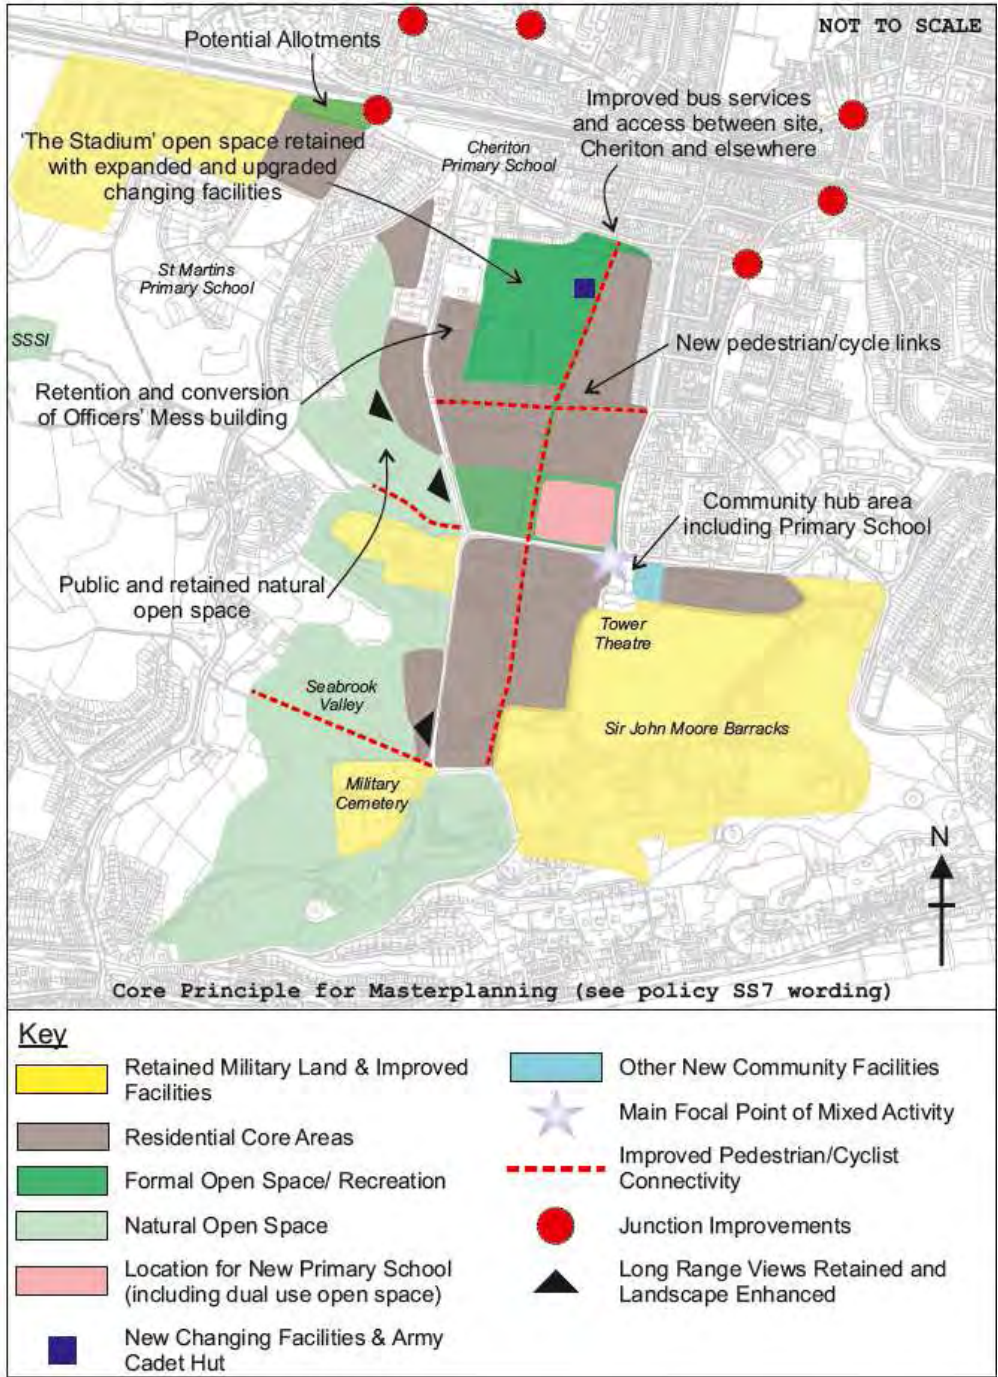 NOT TO SCALE
Potential Allotments
Improved bus services
and access between site,
Cheriton and elsewhere
'The Stadium' open space retained
with expanded and upgraded
changing facilities
Cheriton
Primary School
St Martins
Primary School
SSSI
New pedestrian/cycle links
Retention and conversion
of Officers' Mess building
Community hub area
including Primary School
Public and retained natural
open space
Tower
Theatre
Seabrook
Valley
Sir John Moore Barracks
Military
Cemetery
N
Core Principle for Masterplanning (see policy SS7 wording)
Key
Retained Military Land & Improved
Facilities
Residential Core Areas
Formal Open Space/ Recreation
Natural Open Space
Location for New Primary School
(including dual use open space)
New Changing Facilities & Army
Cadet Hut
Other New Community Facilities
Main Focal Point of Mixed Activity
Improved Pedestrian/Cyclist
Connectivity
Junction Improvements
Long Range Views Retained and
Landscape Enhanced